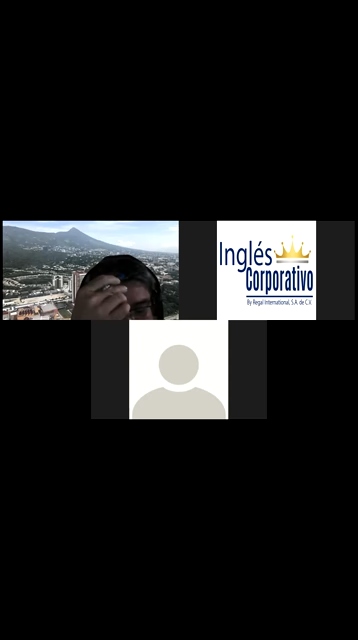 Inglés
Corporativo
By Regal International, S.A. de C.V.